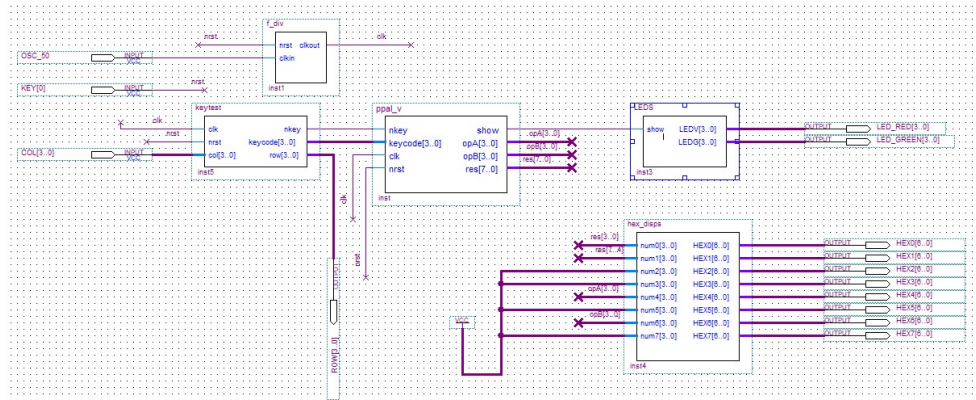 f_div
nrst clkout
clkin
inst1
nrst
clk
OSC_50 INPUT
VCC
KEY[0] INPUT
VCC
nrst
keytest
clk nkey
nrst keycode[3..0]
col[3..0] row[3..0]
inst5
clk
nrst
COL[3..0] INPUT
VCC
ppal_v
nkey show
keycode[3..0] opA[3..0]
clk opB[3..0]
nrst res[7..0]
inst
opA[3..0]
opB[3..0]
res[7..0]
clk
nrst
LEDS
show LEDV[3..0]
LEDG[3..0]
inst3
OUTPUT LED_RED[3..0]
OUTPUT LED_GREEN[3..0]
OUTPUT
ROW[3..0]
hex_disps
res[3..0]
res[7..4]
opA[3..0]
opB[3..0]
VCC
num0[3..0] HEX0[6..0]
num1[3..0] HEX1[6..0]
num2[3..0] HEX2[6..0]
num3[3..0] HEX3[6..0]
num4[3..0] HEX4[6..0]
num5[3..0] HEX5[6..0]
num6[3..0] HEX6[6..0]
num7[3..0] HEX7[6..0]
inst4
OUTPUT HEX0[6..0]
OUTPUT HEX1[6..0]
OUTPUT HEX2[6..0]
OUTPUT HEX3[6..0]
OUTPUT HEX4[6..0]
OUTPUT HEX5[6..0]
OUTPUT HEX6[6..0]
OUTPUT HEX7[6..0]